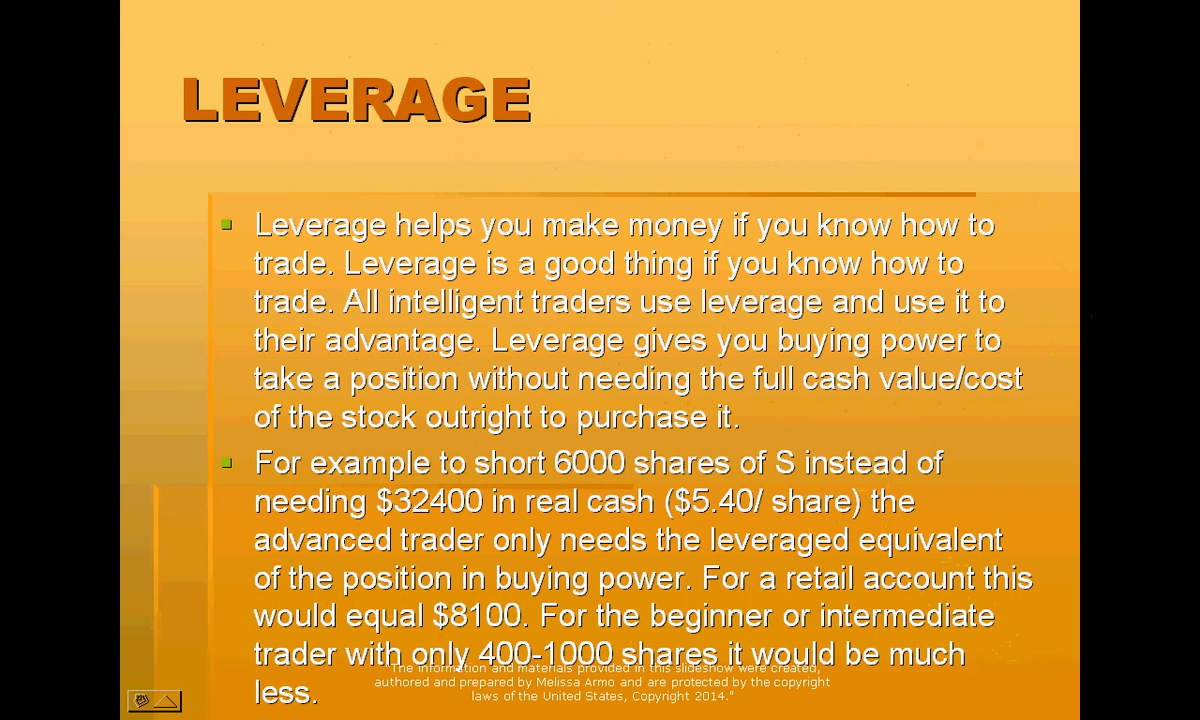 LEVERAGE
Leverage helps you make money if you know how to
trade. Leverage is a good thing if you know how to
trade. All intelligent traders use leverage and use it to
their advantage. Leverage gives you buying power to
take a position without needing the full cash value/cost
of the stock outright to purchase it.
For example to short 6000 shares of S instead of
needing $32400 in real cash ($5.40/ share) the
advanced trader only needs the leveraged equivalent
of the position in buying power. For a retail account this
would equal $8100. For the beginner or intermediate
trader with only 400-1000 shares it would be much
less.
"The information and materials provided in this slideshow were created,
authored and prepared by Melissa Armo and are protected by the copyright
laws of the United States, Copyright 2014."